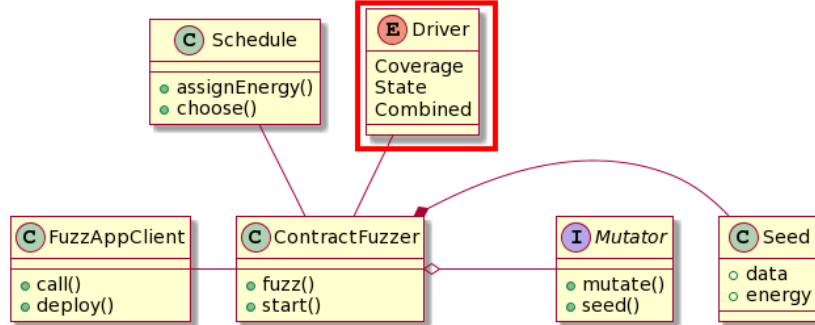 C Schedule
assignEnergy()
choose()
E Driver
Coverage
State
Combined
C FuzzAppClient
call()
deploy()
C ContractFuzzer
fuzz()
start()
I Mutator
mutate()
seed()
C Seed
data
energy